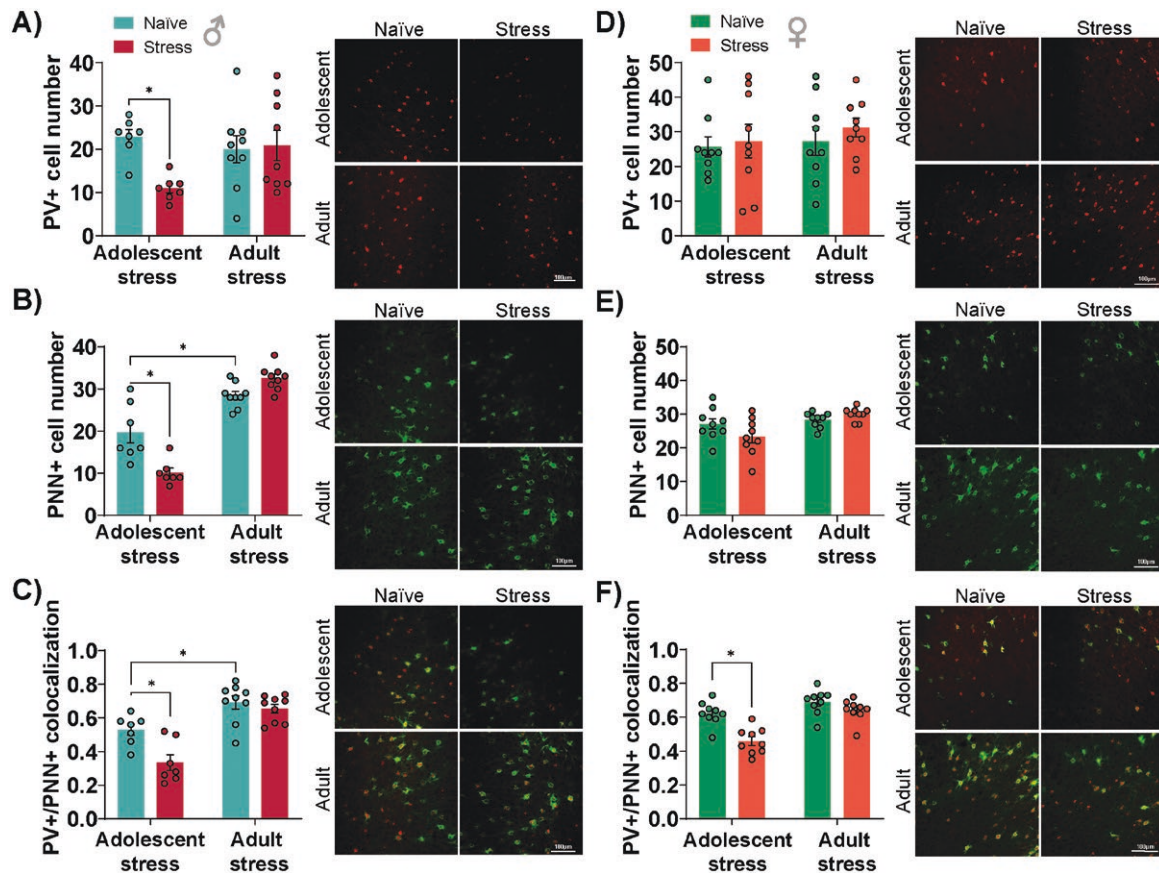 A)
Naïve
Stress
PV+ cell number
40
30
20
10
0
*
Adolescent stress
Adult stress
Naïve
Stress
Adolescent
Adult
100µm
B)
PNN+ cell number
40
30
20
10
0
*
*
Adolescent stress
Adult stress
Naïve
Stress
Adolescent
Adult
100µm
C)
PV+/PNN+ colocalization
1.0
0.8
0.6
0.4
0.2
0.0
*
*
Adolescent stress
Adult stress
Naïve
Stress
Adolescent
Adult
100µm
D)
Naïve
Stress
PV+ cell number
50
40
30
20
10
0
Adolescent stress
Adult stress
Naïve
Stress
Adolescent
Adult
100µm
E)
PNN+ cell number
50
40
30
20
10
0
Adolescent stress
Adult stress
Naïve
Stress
Adolescent
Adult
100µm
F)
PV+/PNN+ colocalization
1.0
0.8
0.6
0.4
0.2
0.0
*
Adolescent stress
Adult stress
Naïve
Stress
Adolescent
Adult
100µm